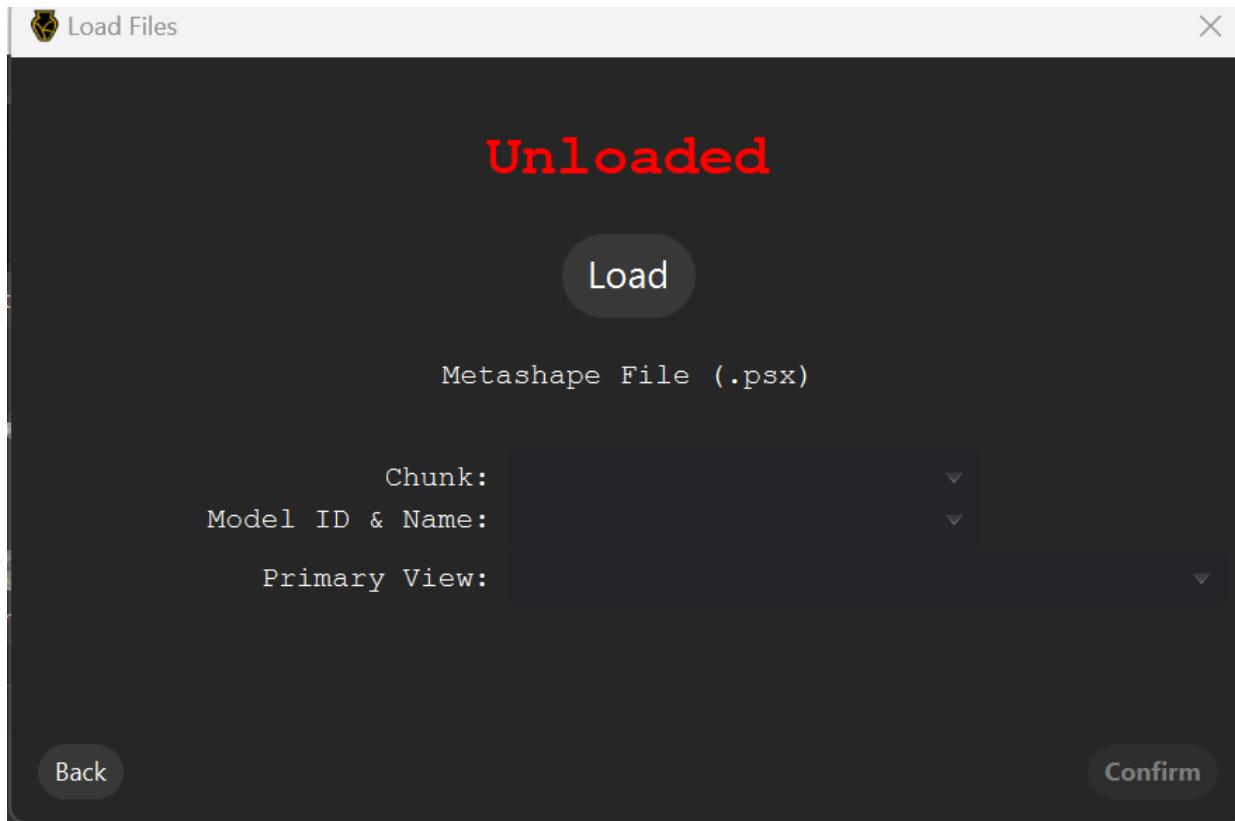 Load Files
Unloaded
Load
Metashape File (.psx)
Chunk:
Model ID & Name:
Primary View:
Back
Confirm